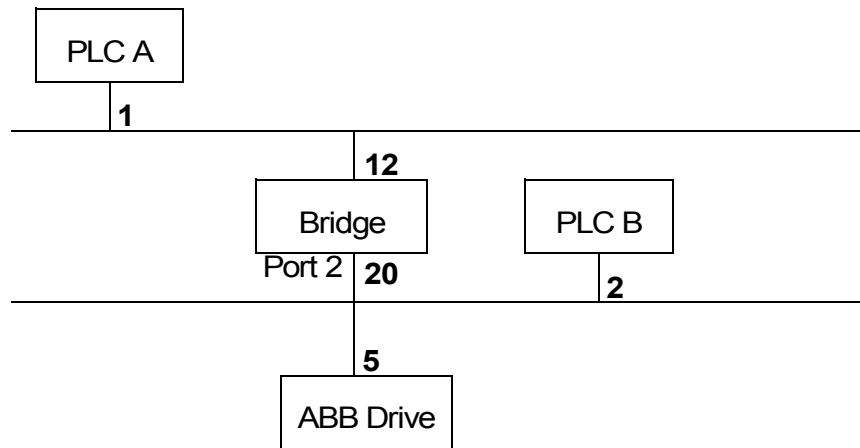 PLC A
1
12
Bridge
PLC B
Port 2
20
2
5
ABB Drive